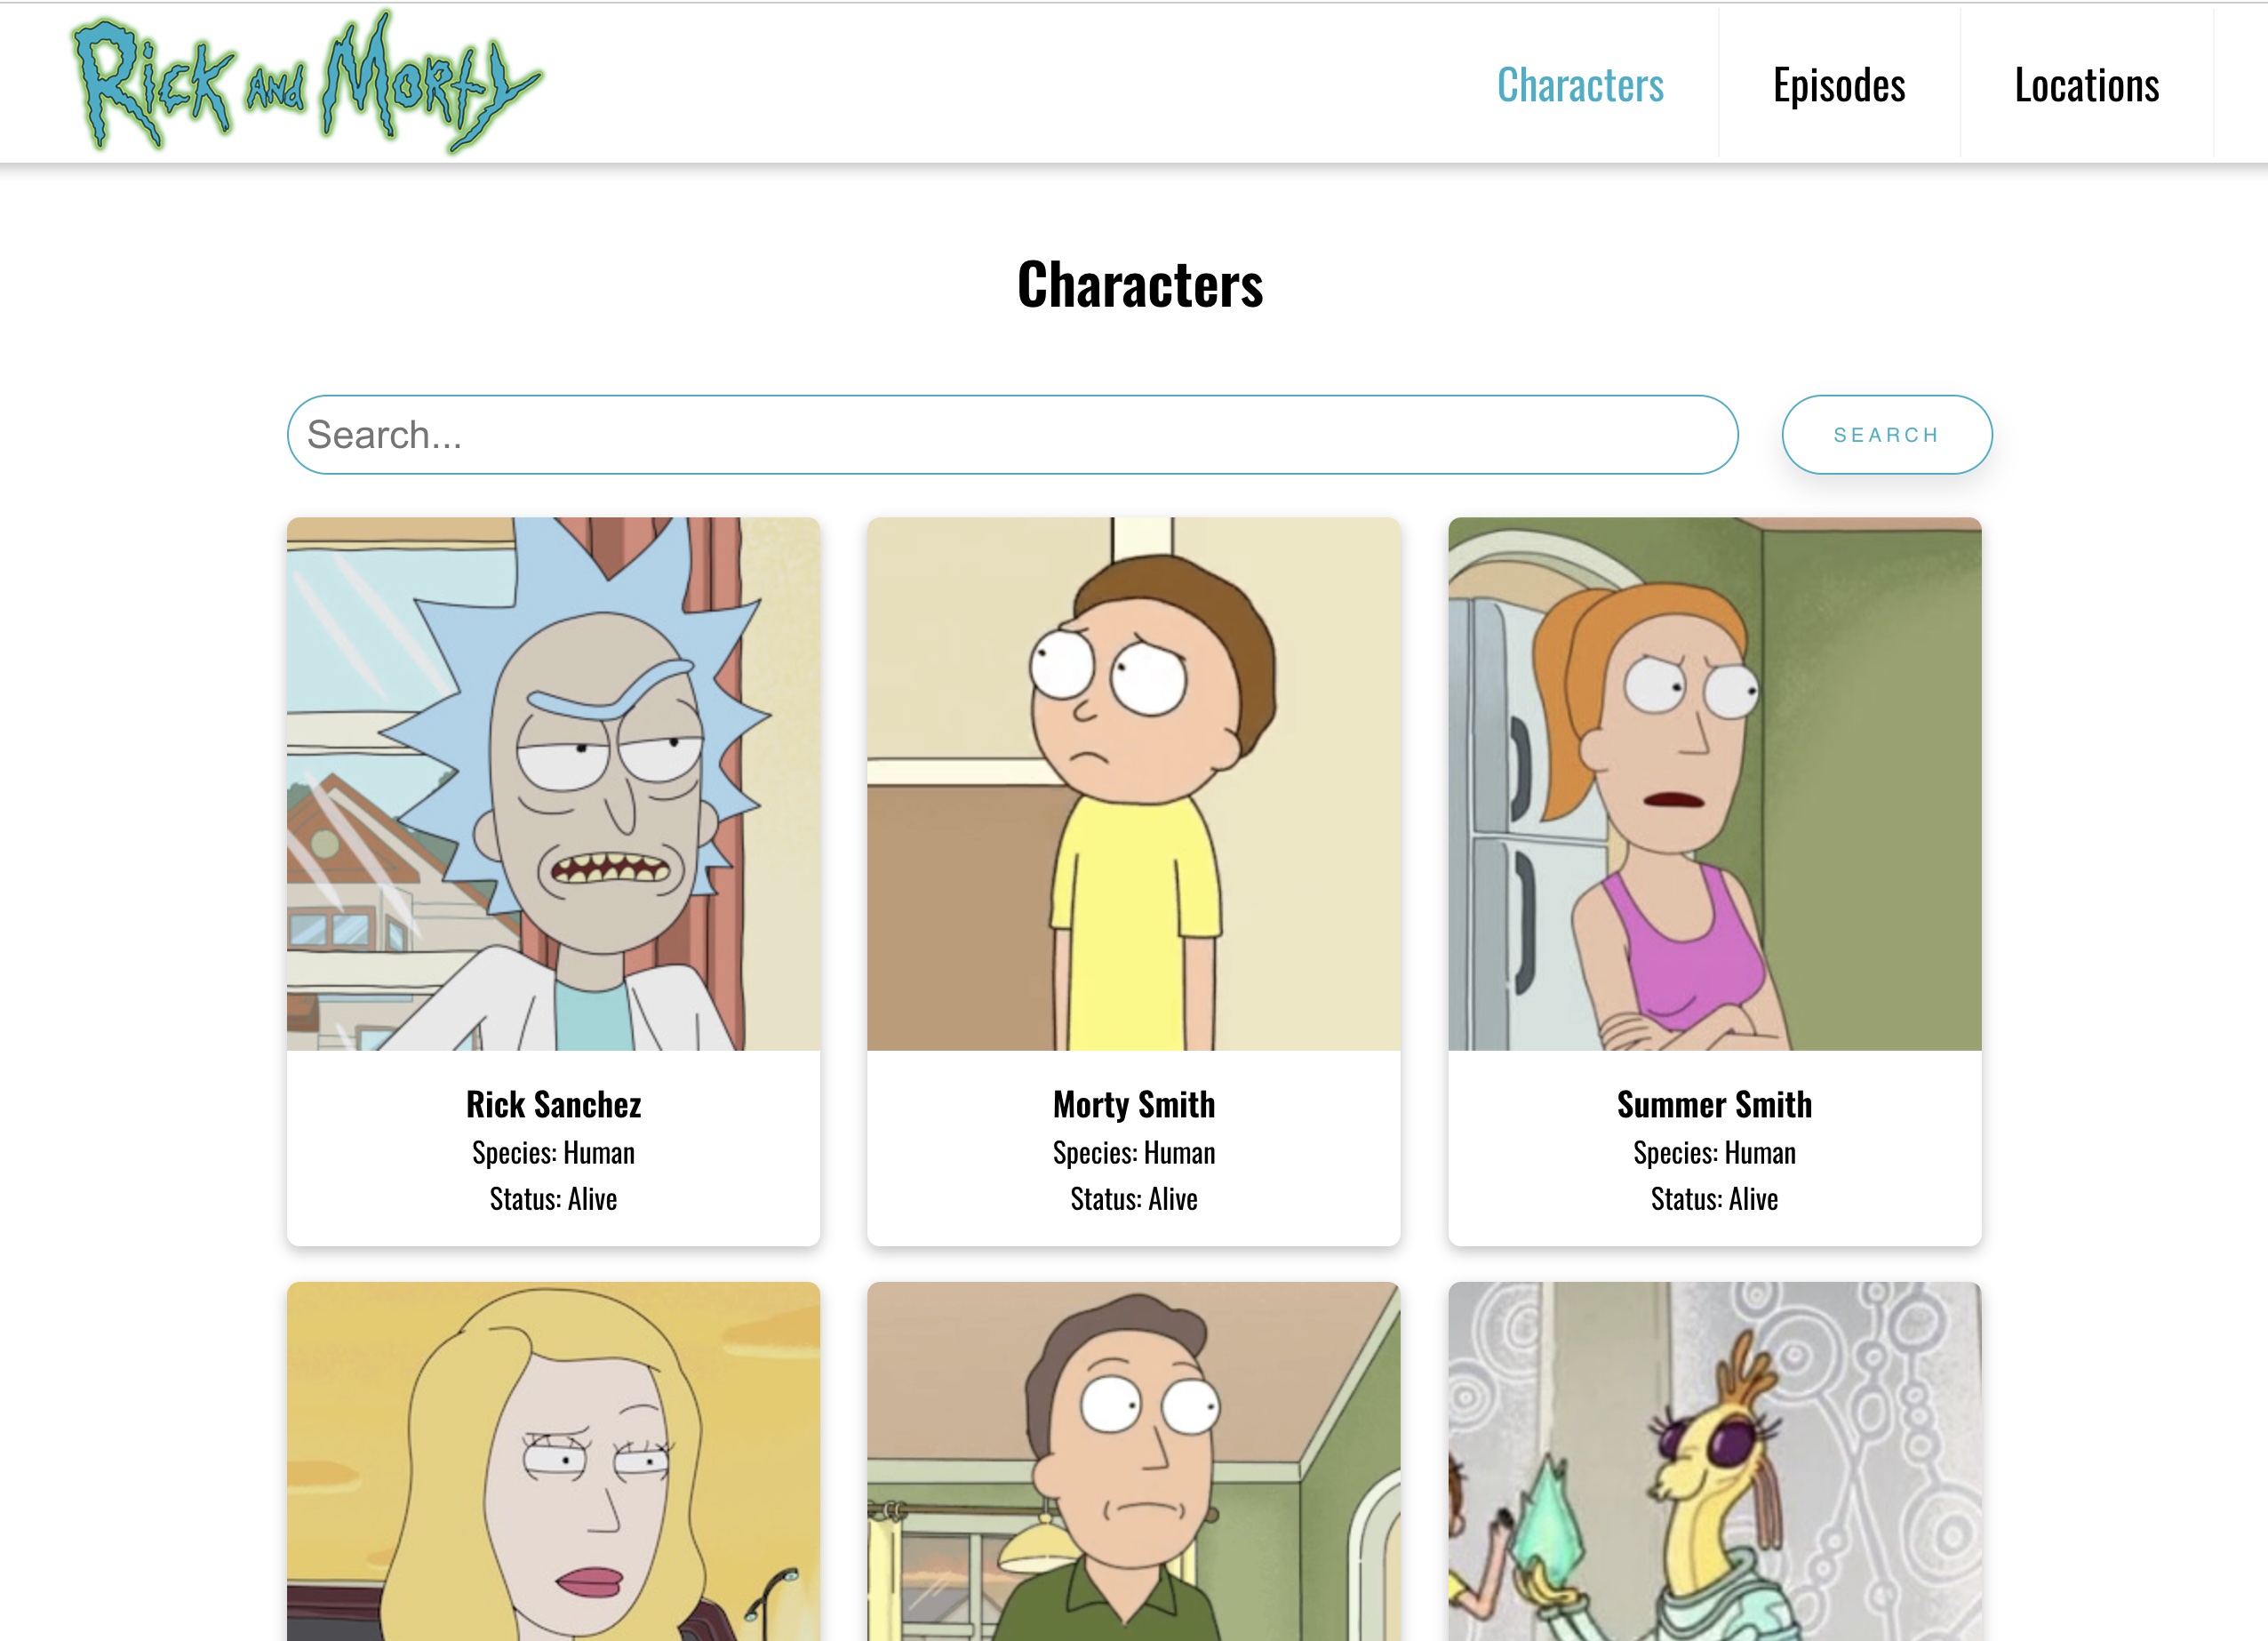 Rick and Morty
Characters
Episodes
Locations
Characters
Search...
SEARCH
Rick Sanchez
Species: Human
Status: Alive
Morty Smith
Species: Human
Status: Alive
Summer Smith
Species: Human
Status: Alive